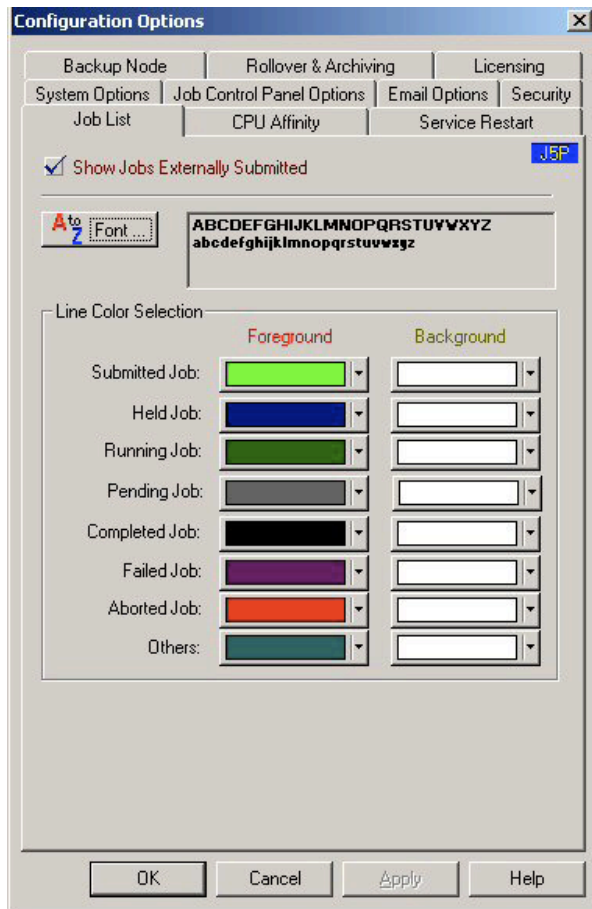 Configuration Options
Backup Node Rollover & Archiving Licensing
System Options Job Control Panel Options Email Options Security
Job List CPU Affinity Service Restart
J5P
Show Jobs Externally Submitted
A to Z Font ...
ABCDEFGHIJKLMNOPQRSTUVWXYZ
abcdefghijklmnopqrstuvwxyz
Line Color Selection
Foreground Background
Submitted Job:
Held Job:
Running Job:
Pending Job:
Completed Job:
Failed Job:
Aborted Job:
Others:
OK Cancel Apply Help